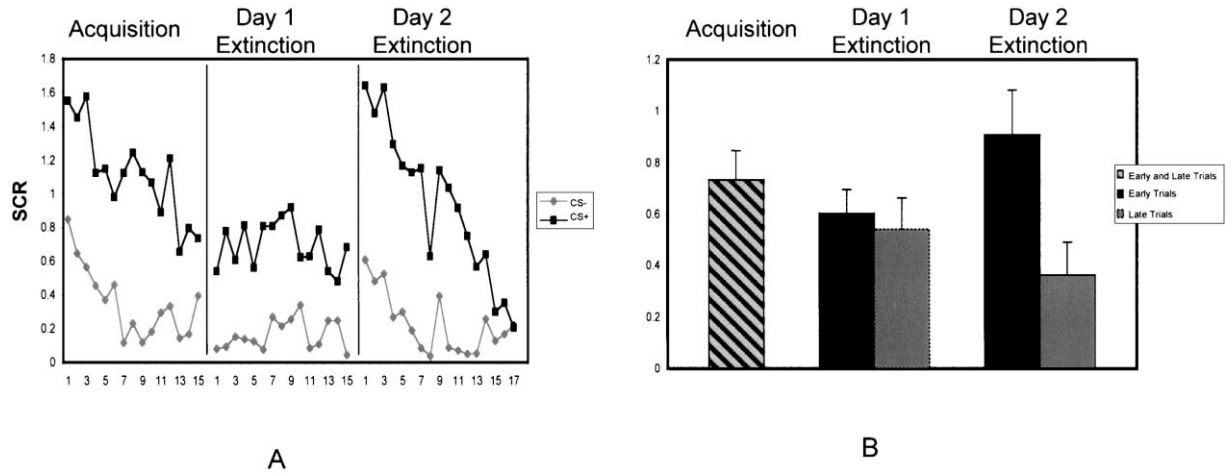 Acquisition
Day 1
Extinction
Day 2
Extinction
1.8
1.6
1.4
1.2
1
0.8
0.6
0.4
0.2
0
SCR
1 3 5 7 9 11 13 15 1 3 5 7 9 11 13 15 1 3 5 7 9 11 13 15 17
CS-
CS+
A
Acquisition
Day 1
Extinction
Day 2
Extinction
1.2
1
0.8
0.6
0.4
0.2
0
Early and Late Trials
Early Trials
Late Trials
B